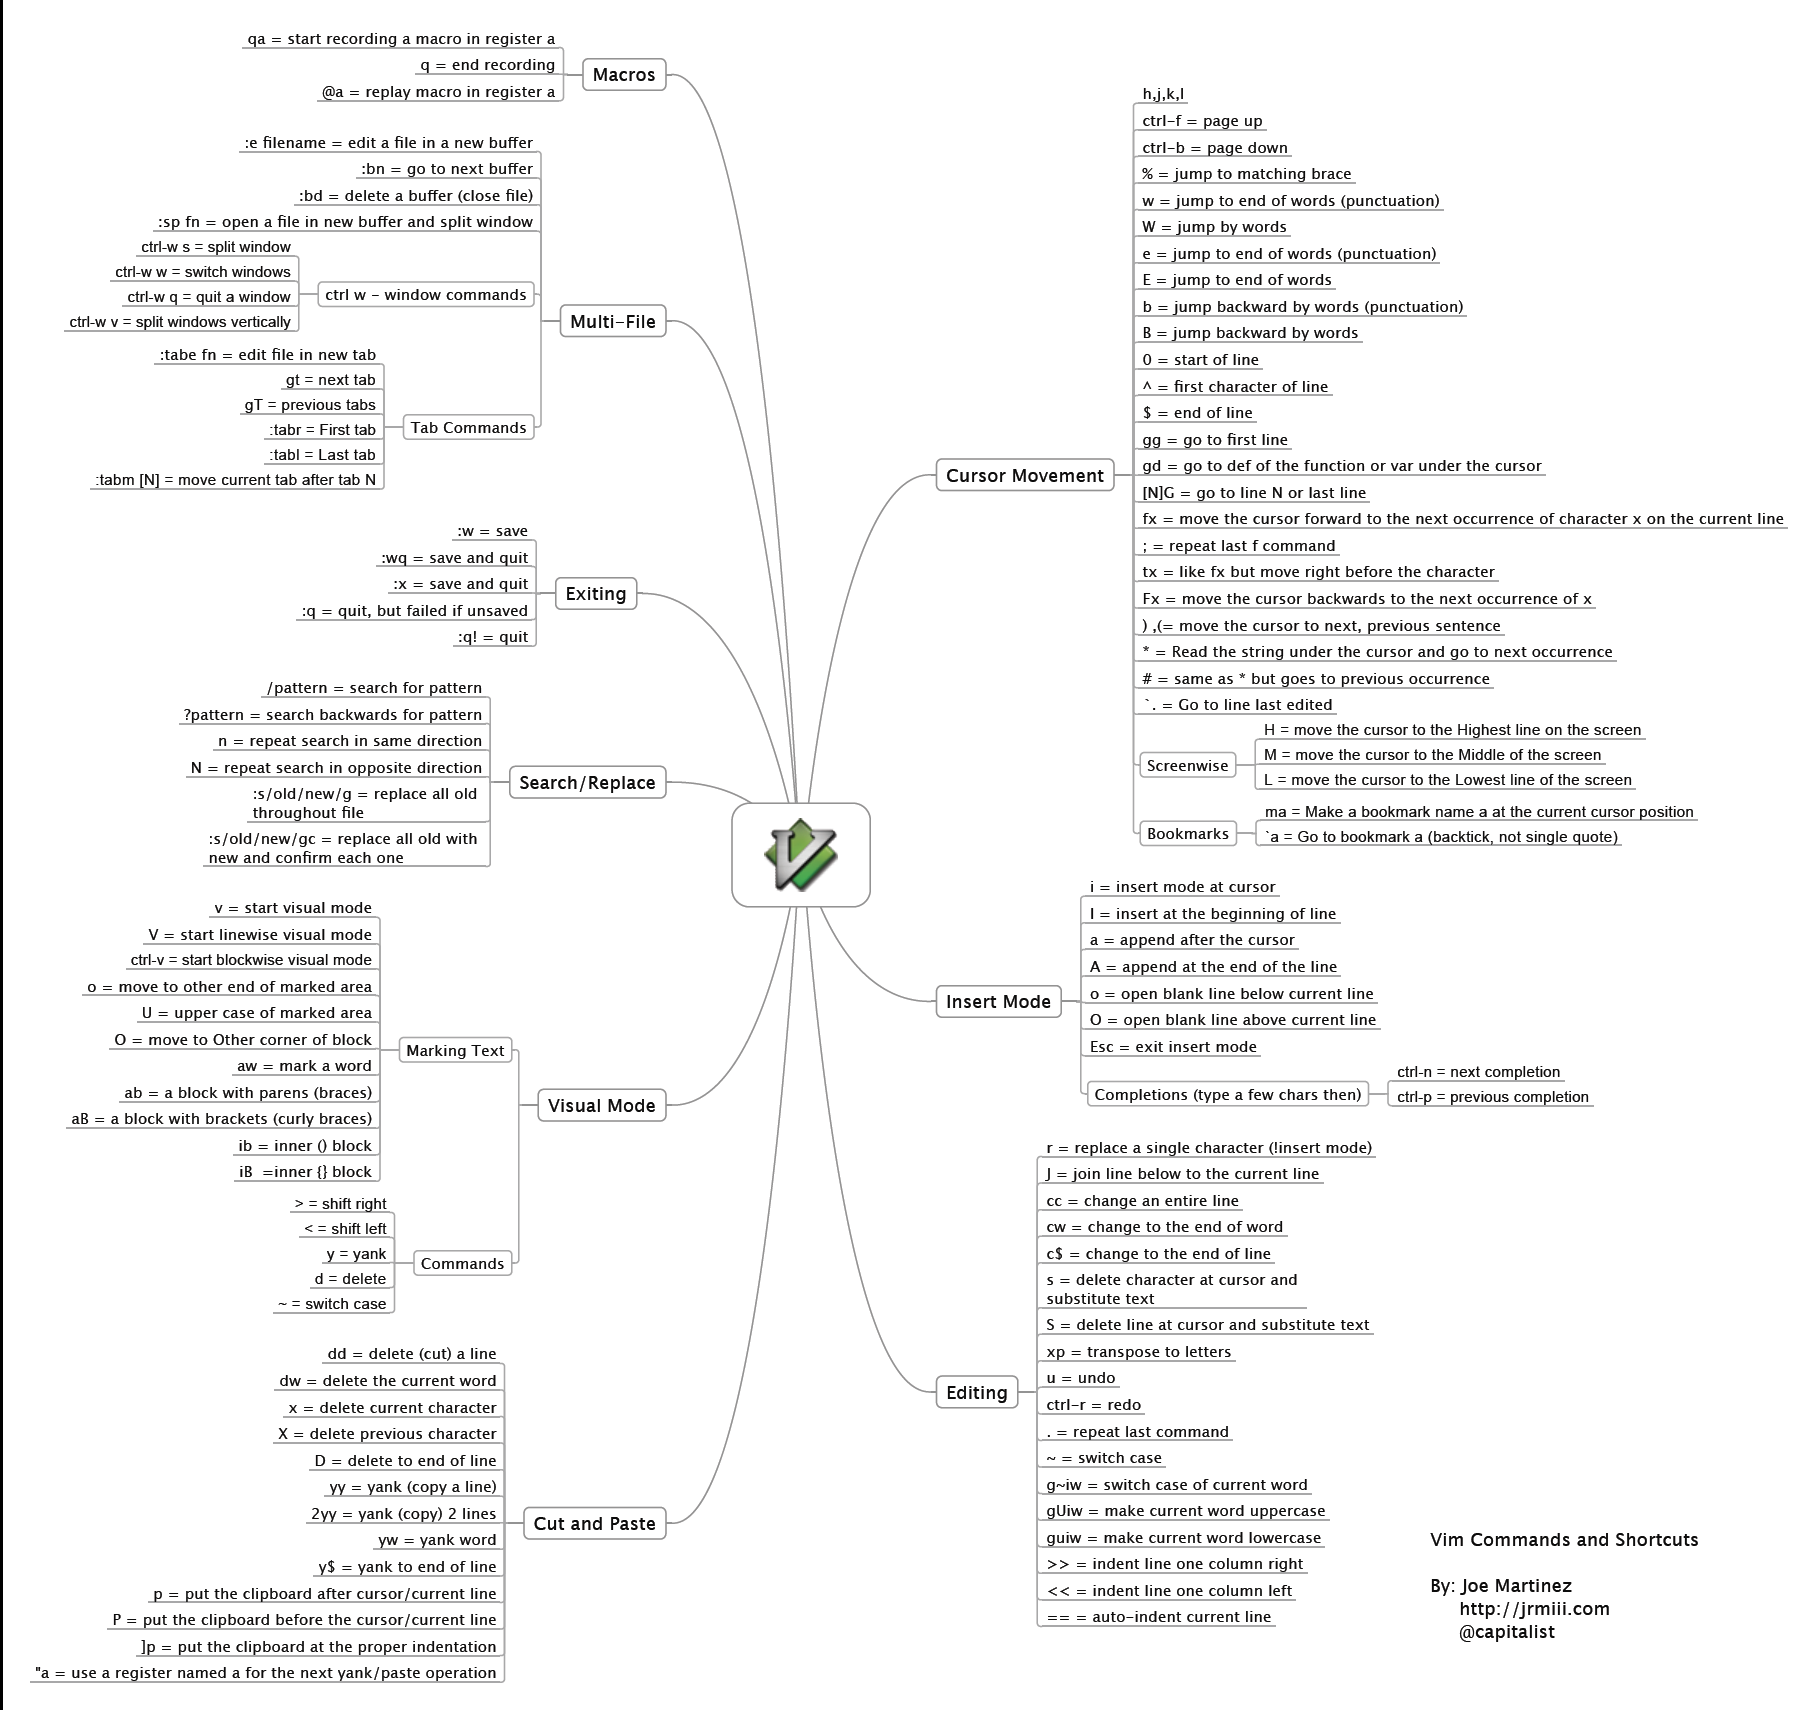 qa = start recording a macro in register a
q = end recording
@a = replay macro in register a
Macros
:e filename = edit a file in a new buffer
:bn = go to next buffer
:bd = delete a buffer (close file)
:sp fn = open a file in new buffer and split window
ctrl-w s = split window
ctrl-w w = switch windows
ctrl-w q = quit a window
ctrl-w v = split windows vertically
ctrl w - window commands
:tabe fn = edit file in new tab
gt = next tab
gT = previous tabs
:tabr = First tab
:tabl = Last tab
:tabm [N] = move current tab after tab N
Tab Commands
Multi-File
:w = save
:wq = save and quit
:x = save and quit
:q = quit, but failed if unsaved
:q! = quit
Exiting
/pattern = search for pattern
?pattern = search backwards for pattern
n = repeat search in same direction
N = repeat search in opposite direction
:s/old/new/g = replace all old
throughout file
:s/old/new/gc = replace all old with
new and confirm each one
Search/Replace
v = start visual mode
V = start linewise visual mode
ctrl-v = start blockwise visual mode
o = move to other end of marked area
U = upper case of marked area
O = move to Other corner of block
aw = mark a word
ab = a block with parens (braces)
aB = a block with brackets (curly braces)
ib = inner () block
iB  =inner {} block
Marking Text
> = shift right
< = shift left
y = yank
d = delete
~ = switch case
Commands
Visual Mode
dd = delete (cut) a line
dw = delete the current word
x = delete current character
X = delete previous character
D = delete to end of line
yy = yank (copy a line)
2yy = yank (copy) 2 lines
yw = yank word
y$ = yank to end of line
p = put the clipboard after cursor/current line
P = put the clipboard before the cursor/current line
]p = put the clipboard at the proper indentation
"a = use a register named a for the next yank/paste operation
Cut and Paste
Cursor Movement
h,j,k,l
ctrl-f = page up
ctrl-b = page down
% = jump to matching brace
w = jump to end of words (punctuation)
W = jump by words
e = jump to end of words (punctuation)
E = jump to end of words
b = jump backward by words (punctuation)
B = jump backward by words
0 = start of line
^ = first character of line
$ = end of line
gg = go to first line
gd = go to def of the function or var under the cursor
[N]G = go to line N or last line
fx = move the cursor forward to the next occurrence of character x on the current line
; = repeat last f command
tx = like fx but move right before the character
Fx = move the cursor backwards to the next occurrence of x
) ,(= move the cursor to next, previous sentence
* = Read the string under the cursor and go to next occurrence
# = same as * but goes to previous occurrence
`. = Go to line last edited
Screenwise
H = move the cursor to the Highest line on the screen
M = move the cursor to the Middle of the screen
L = move the cursor to the Lowest line of the screen
Bookmarks
ma = Make a bookmark name a at the current cursor position
`a = Go to bookmark a (backtick, not single quote)
Insert Mode
i = insert mode at cursor
I = insert at the beginning of line
a = append after the cursor
A = append at the end of the line
o = open blank line below current line
O = open blank line above current line
Esc = exit insert mode
Completions (type a few chars then)
ctrl-n = next completion
ctrl-p = previous completion
Editing
r = replace a single character (!insert mode)
J = join line below to the current line
cc = change an entire line
cw = change to the end of word
c$ = change to the end of line
s = delete character at cursor and
substitute text
S = delete line at cursor and substitute text
xp = transpose to letters
u = undo
ctrl-r = redo
. = repeat last command
~ = switch case
g~iw = switch case of current word
gUiw = make current word uppercase
guiw = make current word lowercase
>> = indent line one column right
<< = indent line one column left
== = auto-indent current line
Vim Commands and Shortcuts
By: Joe Martinez
http://jrmiii.com
@capitalist